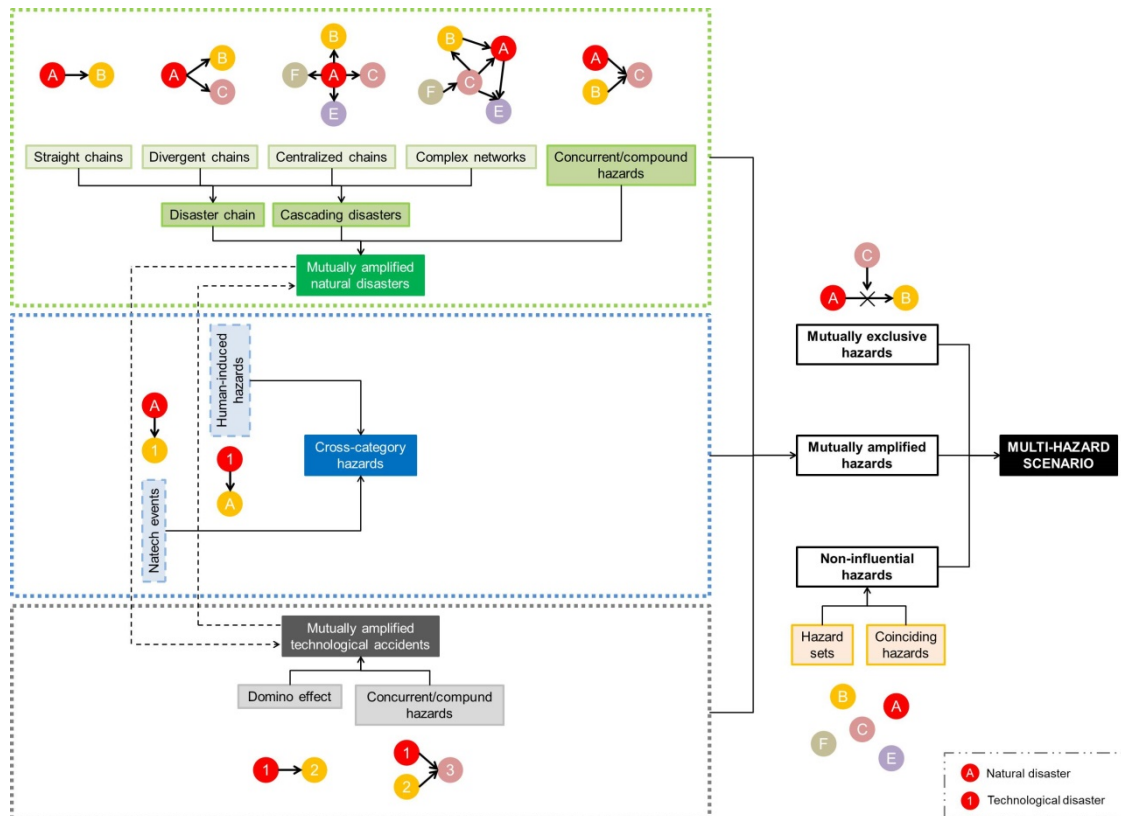 B
A
B
A
B
C
F
A
C
E
B
A
F
C
E
A
B
C
Straight chains
Divergent chains
Centralized chains
Complex networks
Concurrent/compound
hazards
Disaster chain
Cascading disasters
Mutually amplified
natural disasters
C
A
B
Mutually exclusive
hazards
Human-induced
hazards
A
1
1
A
Natech events
Cross-category
hazards
Mutually amplified
hazards
MULTI-HAZARD
SCENARIO
Non-influential
hazards
Hazard
sets
Coinciding
hazards
B
A
C
F
E
Mutually amplified
technological accidents
Domino effect
Concurrent/compund
hazards
1
2
1
2
3
A Natural disaster
1 Technological disaster